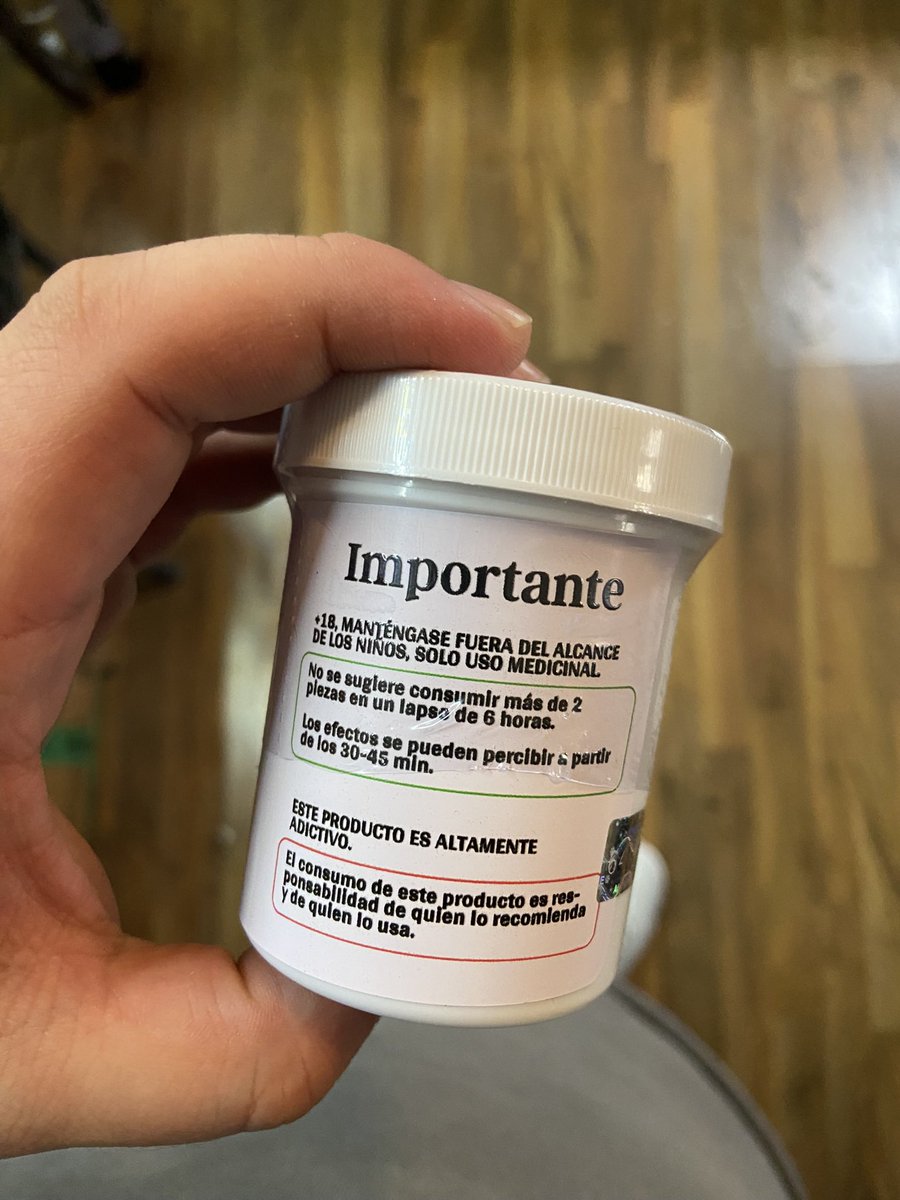 Importante
+18, MANTÉNGASE FUERA DEL ALCANCE
DE LOS NIÑOS, SOLO USO MEDICINAL.
No se sugiere consumir más de 2
piezas en un lapso de 6 horas.
Los efectos se pueden percibir a partir
de los 30-45 min.
ESTE PRODUCTO ES ALTAMENTE
ADICTIVO.
El consumo de este producto es res-
ponsabilidad de quien lo recomienda
y de quien lo usa.